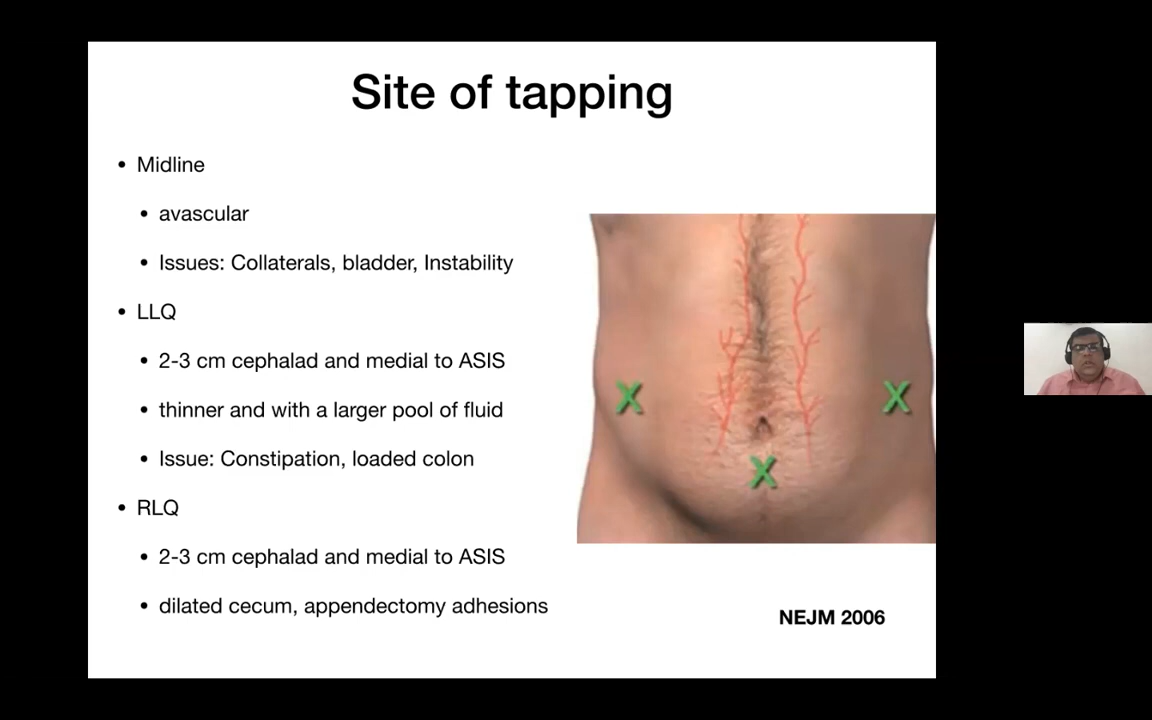 Site of tapping
• Midline
• avascular
• Issues: Collaterals, bladder, Instability
• LLQ
• 2-3 cm cephalad and medial to ASIS
• thinner and with a larger pool of fluid
• Issue: Constipation, loaded colon
• RLQ
• 2-3 cm cephalad and medial to ASIS
• dilated cecum, appendectomy adhesions
X
X
X
NEJM 2006